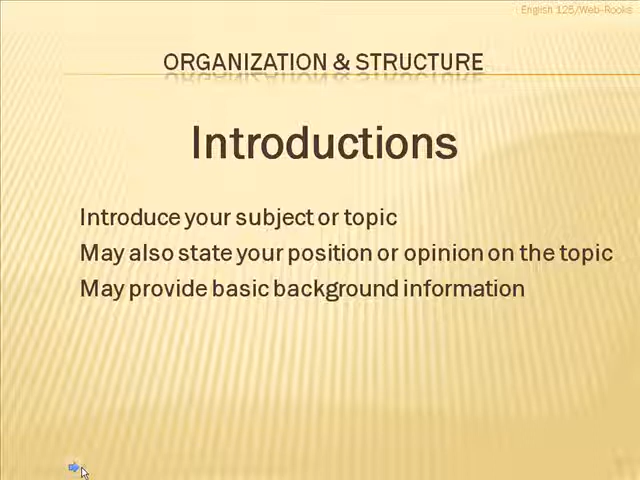 English 125/Web-Rooks
ORGANIZATION & STRUCTURE
Introductions
Introduce your subject or topic
May also state your position or opinion on the topic
May provide basic background information